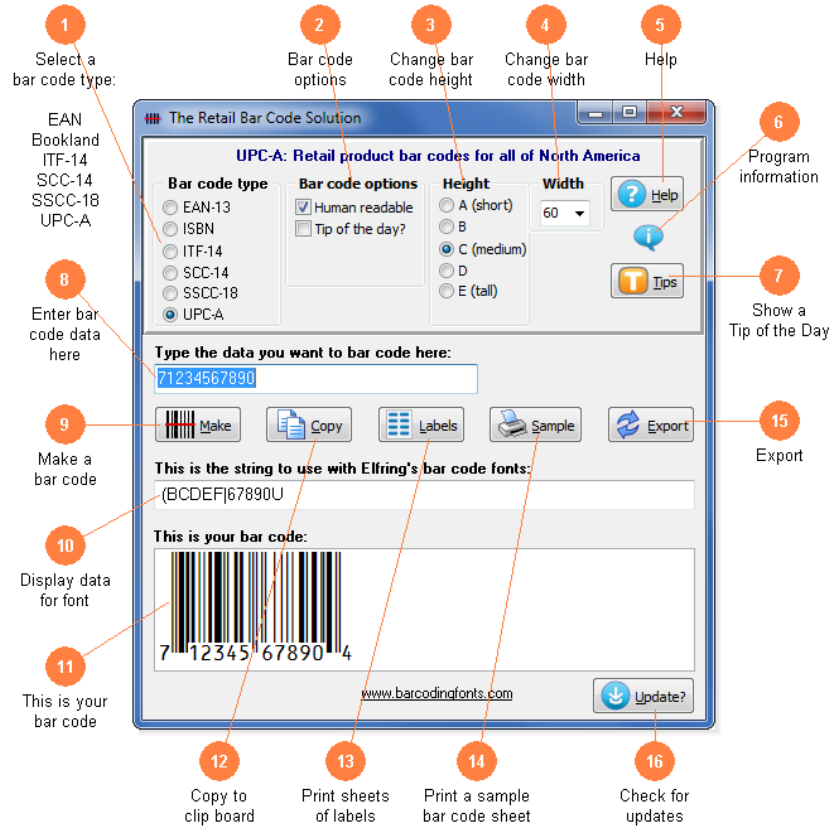 1
2
3
4
5
Select a
bar code type:
Bar code
options
Change bar
code height
Change bar
code width
Help
EAN
Bookland
ITF-14
SCC-14
SSCC-18
UPC-A
6
Program
information
The Retail Bar Code Solution
UPC-A: Retail product bar codes for all of North America
Bar code type
EAN-13
ISBN
ITF-14
SCC-14
SSCC-18
UPC-A
Bar code options
Human readable
Tip of the day?
Height
A (short)
B
C (medium)
D
E (tall)
Width
60
Help
Tips
7
Show a
Tip of the Day
8
Enter bar
code data
here
Type the data you want to bar code here:
71234567890
9
Make a
bar code
Make
Copy
Labels
Sample
Export
15
Export
This is the string to use with Elfring's bar code fonts:
(BCDEF|67890U
10
Display data
for font
This is your bar code:
7 12345 67890 4
11
This is your
bar code
www.barcodingfonts.com
Update?
12
Copy to
clip board
13
Print sheets
of labels
14
Print a sample
bar code sheet
16
Check for
updates